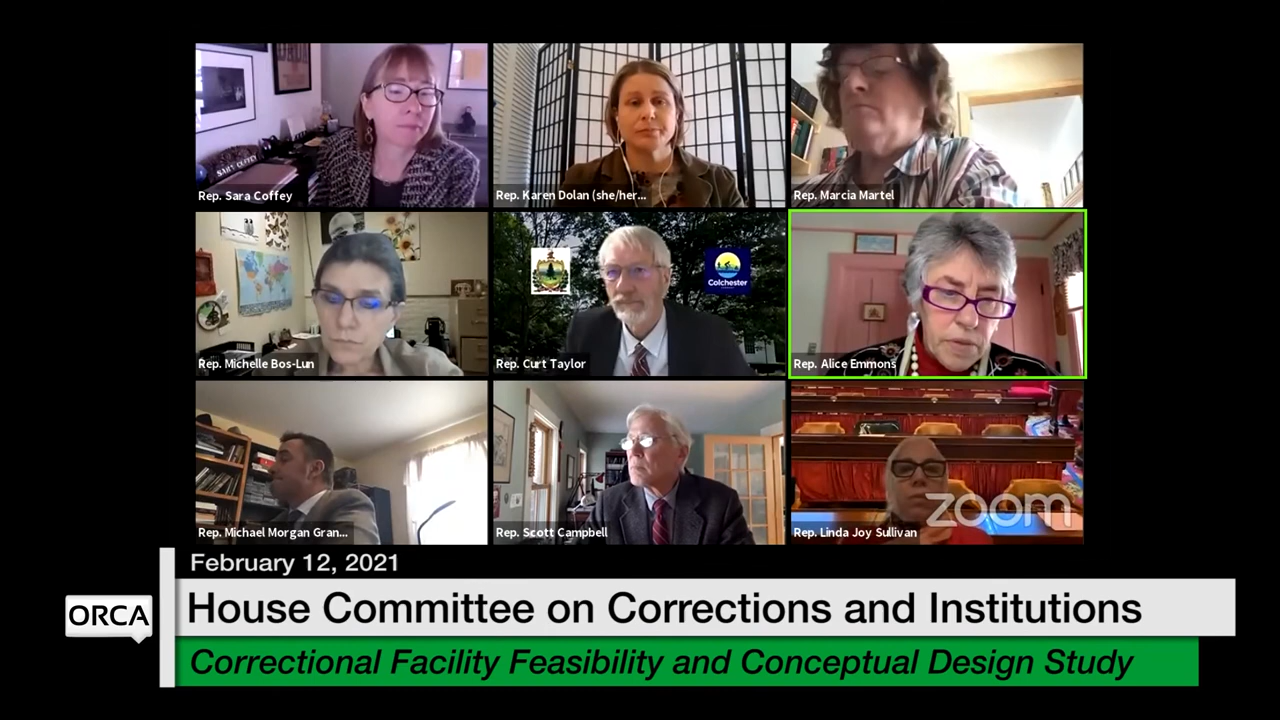 SARA COFFEY
Rep. Sara Coffey
Rep. Karen Dolan (she/her...
Rep. Marcia Martel
Rep. Michelle Bos-Lun
Colchester
Rep. Curt Taylor
Rep. Alice Emmons
Rep. Michael Morgan Gran...
Rep. Scott Campbell
zoom
Rep. Linda Joy Sullivan
February 12, 2021
ORCA
House Committee on Corrections and Institutions
Correctional Facility Feasibility and Conceptual Design Study